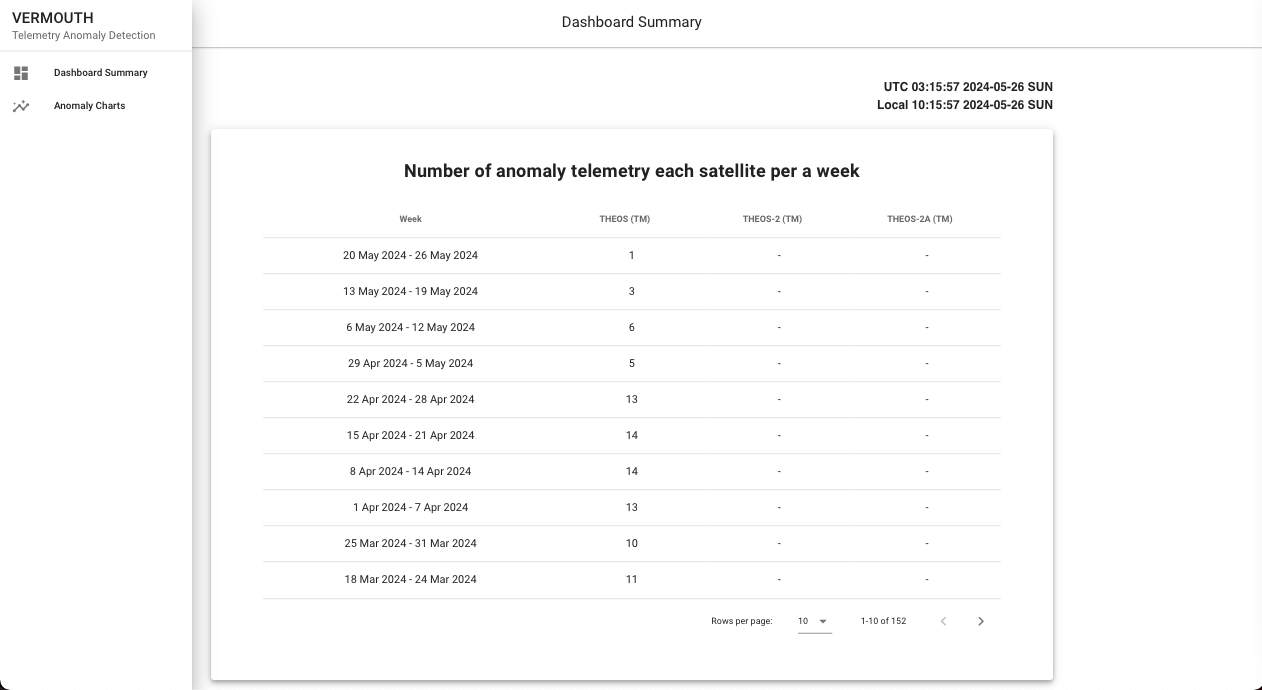 VERMOUTH
Telemetry Anomaly Detection
Dashboard Summary
Anomaly Charts
Dashboard Summary
UTC 03:15:57 2024-05-26 SUN
Local 10:15:57 2024-05-26 SUN
Number of anomaly telemetry each satellite per a week
Week THEOS (TM) THEOS-2 (TM) THEOS-2A (TM)
20 May 2024 - 26 May 2024 1 - -
13 May 2024 - 19 May 2024 3 - -
6 May 2024 - 12 May 2024 6 - -
29 Apr 2024 - 5 May 2024 5 - -
22 Apr 2024 - 28 Apr 2024 13 - -
15 Apr 2024 - 21 Apr 2024 14 - -
8 Apr 2024 - 14 Apr 2024 14 - -
1 Apr 2024 - 7 Apr 2024 13 - -
25 Mar 2024 - 31 Mar 2024 10 - -
18 Mar 2024 - 24 Mar 2024 11 - -
Rows per page: 10 1-10 of 152